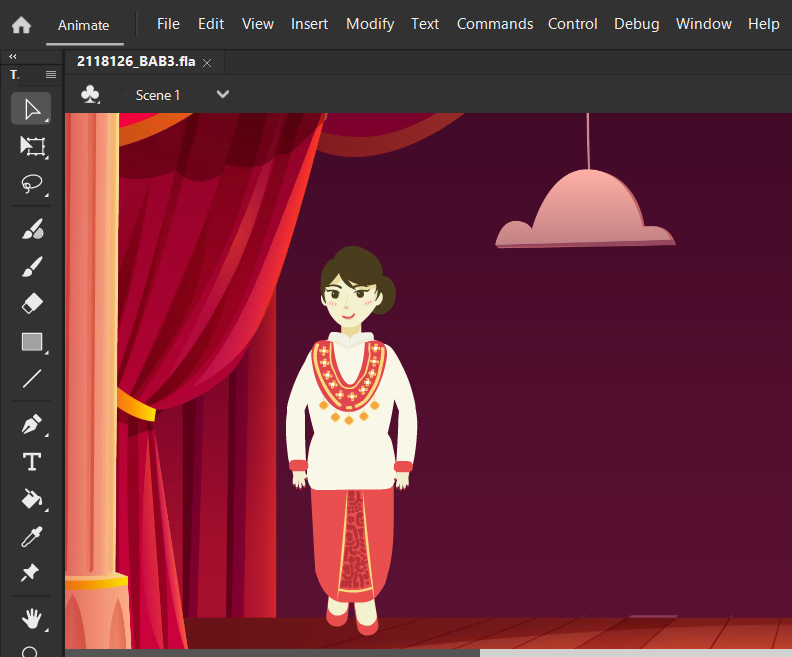 Animate File Edit View Insert Modify Text Commands Control Debug Window Help
2118126_BAB3.fla
T.
Scene 1
T